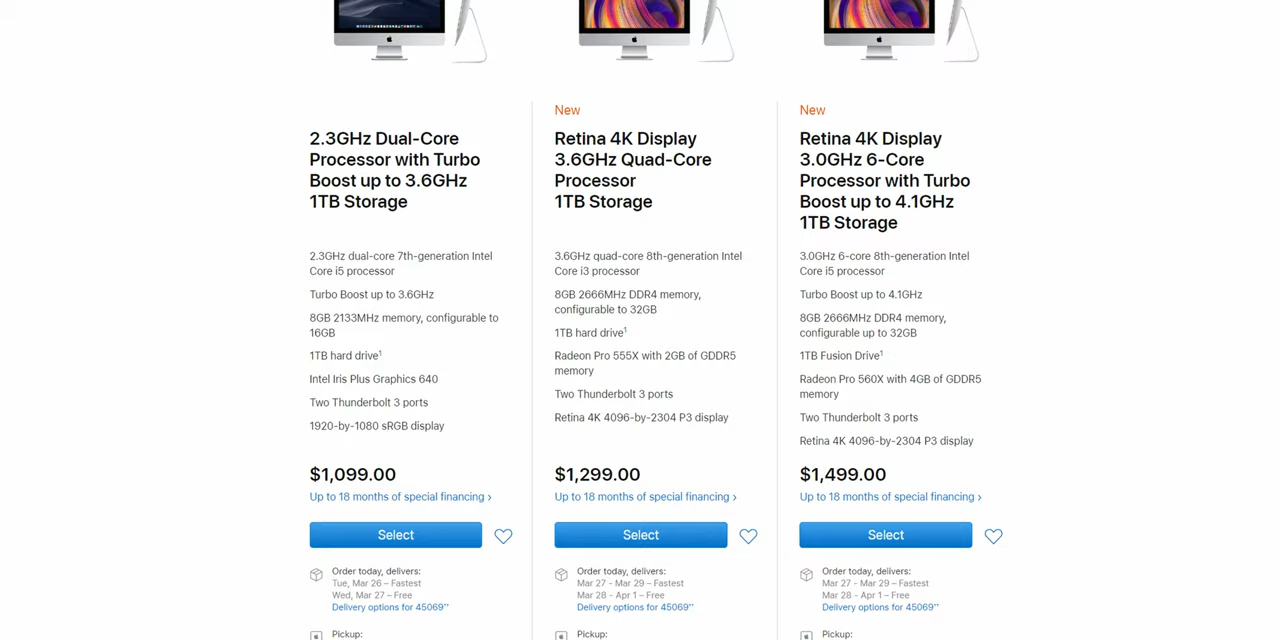 2.3GHz Dual-Core
Processor with Turbo
Boost up to 3.6GHz
1TB Storage
2.3GHz dual-core 7th-generation Intel
Core i5 processor
Turbo Boost up to 3.6GHz
8GB 2133MHz memory, configurable to
16GB
1TB hard drive¹
Intel Iris Plus Graphics 640
Two Thunderbolt 3 ports
1920-by-1080 sRGB display
$1,099.00
Up to 18 months of special financing ›
Select
Order today, delivers:
Tue, Mar 26 – Fastest
Wed, Mar 27 – Free
Delivery options for 45069**
Pickup:
New
Retina 4K Display
3.6GHz Quad-Core
Processor
1TB Storage
3.6GHz quad-core 8th-generation Intel
Core i3 processor
8GB 2666MHz DDR4 memory,
configurable to 32GB
1TB hard drive¹
Radeon Pro 555X with 2GB of GDDR5
memory
Two Thunderbolt 3 ports
Retina 4K 4096-by-2304 P3 display
$1,299.00
Up to 18 months of special financing ›
Select
Order today, delivers:
Mar 27 - Mar 29 – Fastest
Mar 28 - Apr 1 – Free
Delivery options for 45069**
Pickup:
New
Retina 4K Display
3.0GHz 6-Core
Processor with Turbo
Boost up to 4.1GHz
1TB Storage
3.0GHz 6-core 8th-generation Intel
Core i5 processor
Turbo Boost up to 4.1GHz
8GB 2666MHz DDR4 memory,
configurable up to 32GB
1TB Fusion Drive¹
Radeon Pro 560X with 4GB of GDDR5
memory
Two Thunderbolt 3 ports
Retina 4K 4096-by-2304 P3 display
$1,499.00
Up to 18 months of special financing ›
Select
Order today, delivers:
Mar 27 - Mar 29 – Fastest
Mar 28 - Apr 1 – Free
Delivery options for 45069**
Pickup: